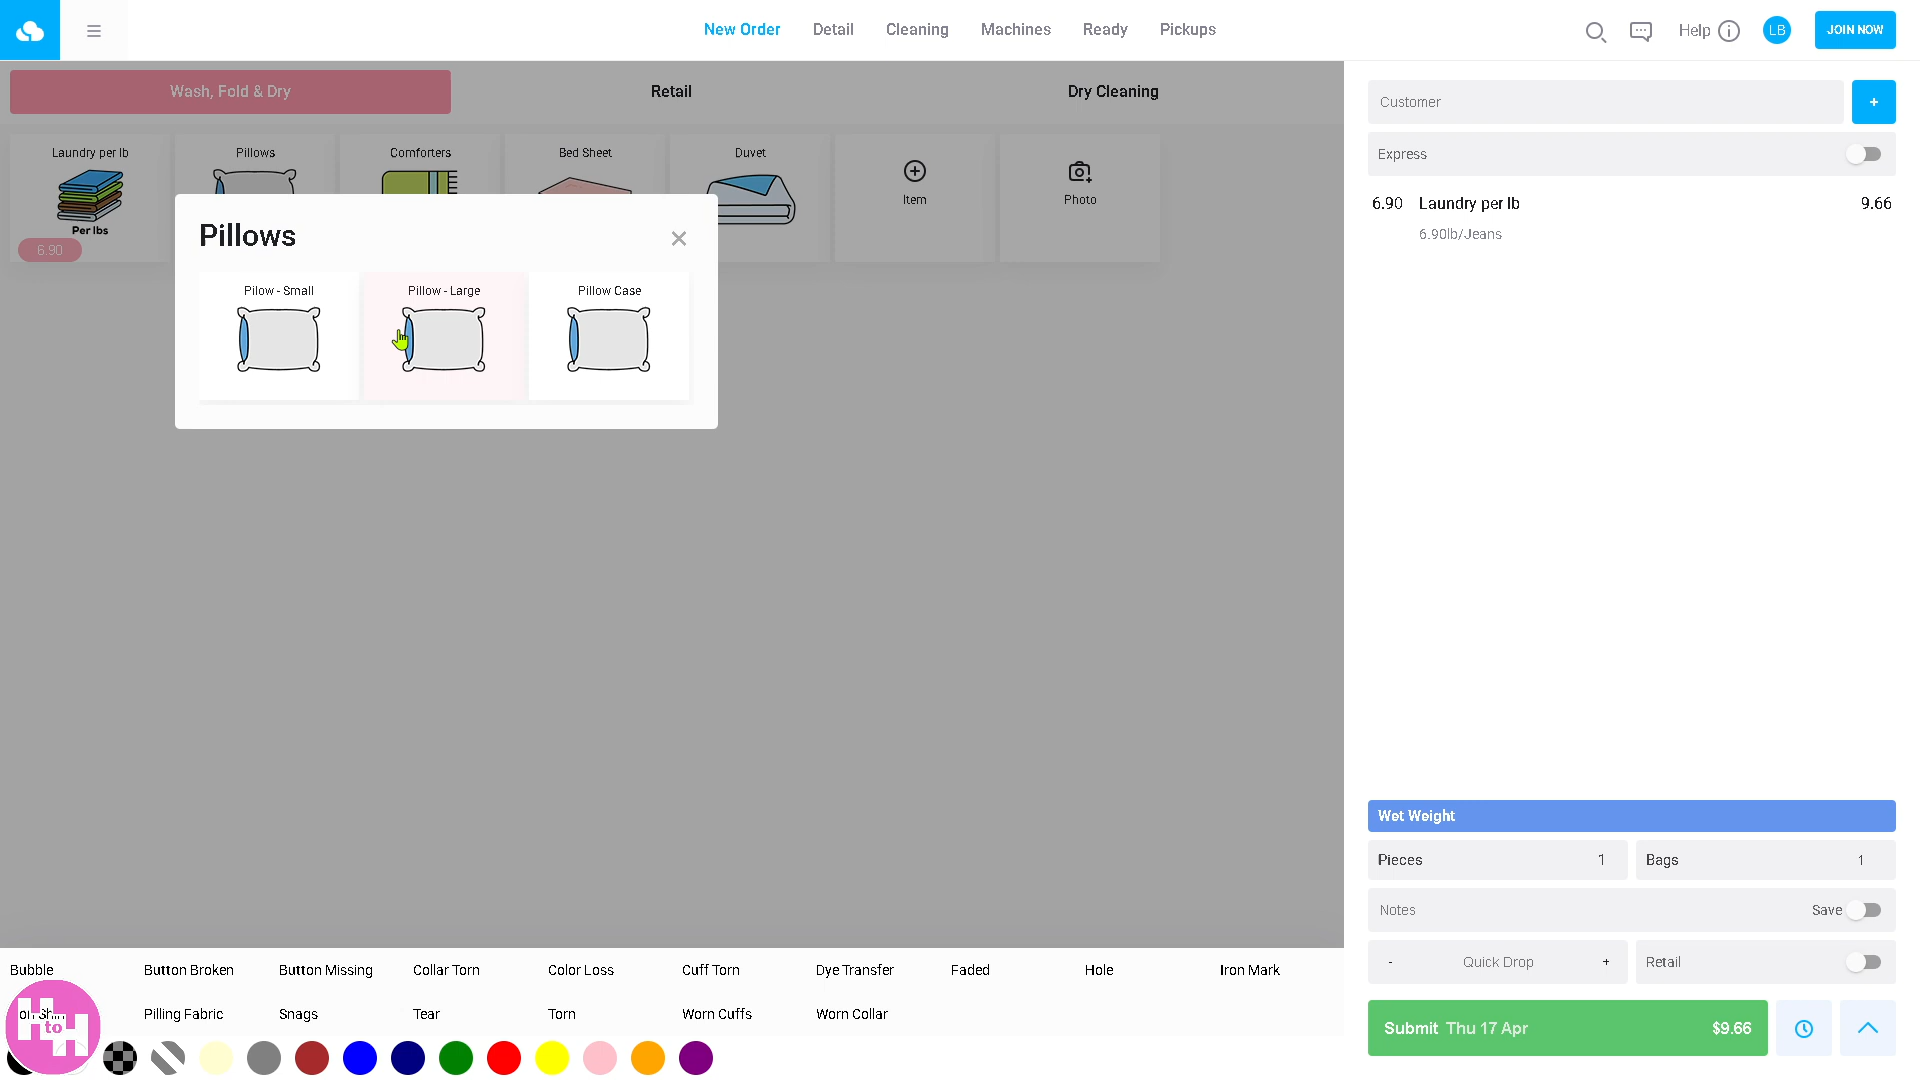 New Order Detail Cleaning Machines Ready Pickups Help LB JOIN NOW
Wash, Fold & Dry Retail Dry Cleaning
Laundry per lb Pillows Comforters Bed Sheet Duvet
Item Photo
Per lbs
6.90
Pillows
Pilow - Small Pillow - Large Pillow Case
Customer +
Express
6.90 Laundry per lb 9.66
6.90lb/Jeans
Wet Weight
Pieces 1 Bags 1
Notes Save
- Quick Drop + Retail
Submit Thu 17 Apr $9.66
Bubble Button Broken Button Missing Collar Torn Color Loss Cuff Torn Dye Transfer Faded Hole Iron Mark
Pilling Fabric Snags Tear Torn Worn Cuffs Worn Collar
H to H